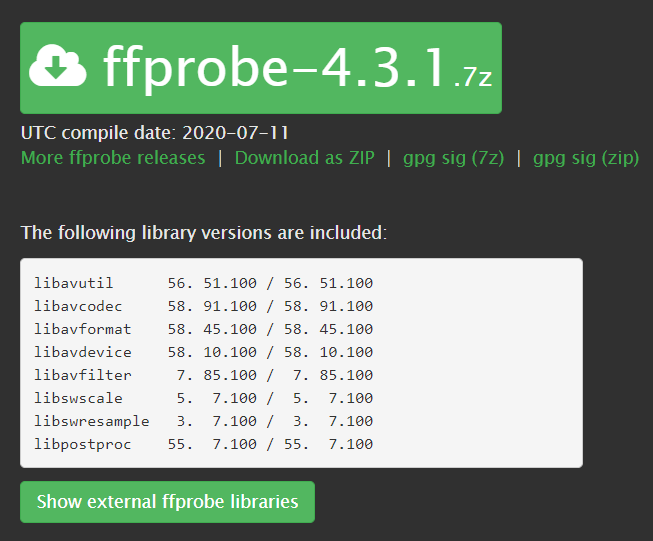 ffprobe-4.3.1.7z
UTC compile date: 2020-07-11
More ffprobe releases | Download as ZIP | gpg sig (7z) | gpg sig (zip)
The following library versions are included:
libavutil      56. 51.100 / 56. 51.100
libavcodec     58. 91.100 / 58. 91.100
libavformat    58. 45.100 / 58. 45.100
libavdevice    58. 10.100 / 58. 10.100
libavfilter     7. 85.100 /  7. 85.100
libswscale      5.  7.100 /  5.  7.100
libswresample   3.  7.100 /  3.  7.100
libpostproc    55.  7.100 / 55.  7.100
Show external ffprobe libraries